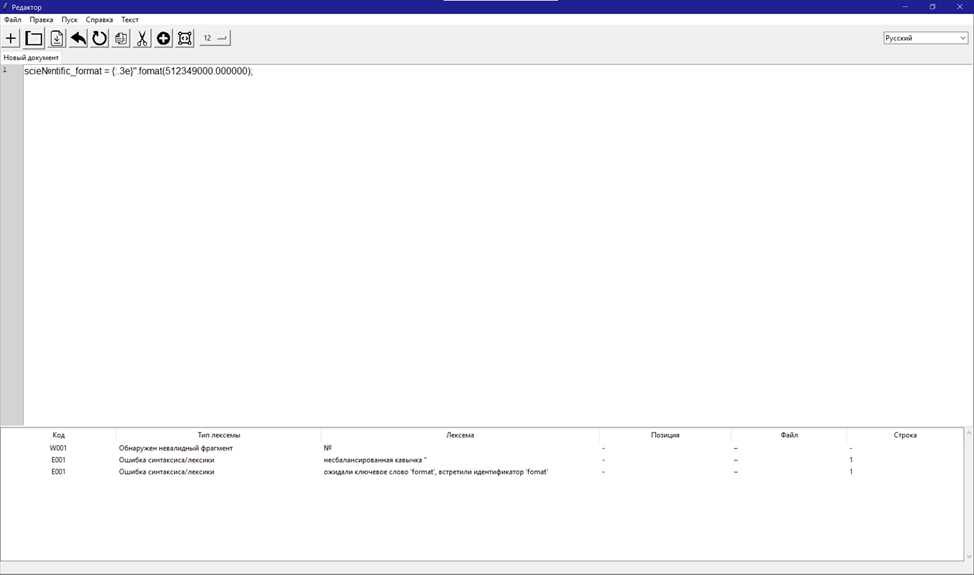 Редактор
Файл Правка Пуск Справка Текст
12 Русский
Новый документ
1 scie№ntific_format = {:.3e}".fomat(512349000.000000);
Код Тип лексемы Лексема Позиция Файл Строка
W001 Обнаружен невалидный фрагмент № - – -
E001 Ошибка синтаксиса/лексики несбалансированная кавычка " - – 1
E001 Ошибка синтаксиса/лексики ожидали ключевое слово 'format', встретили идентификатор 'fomat' - – 1